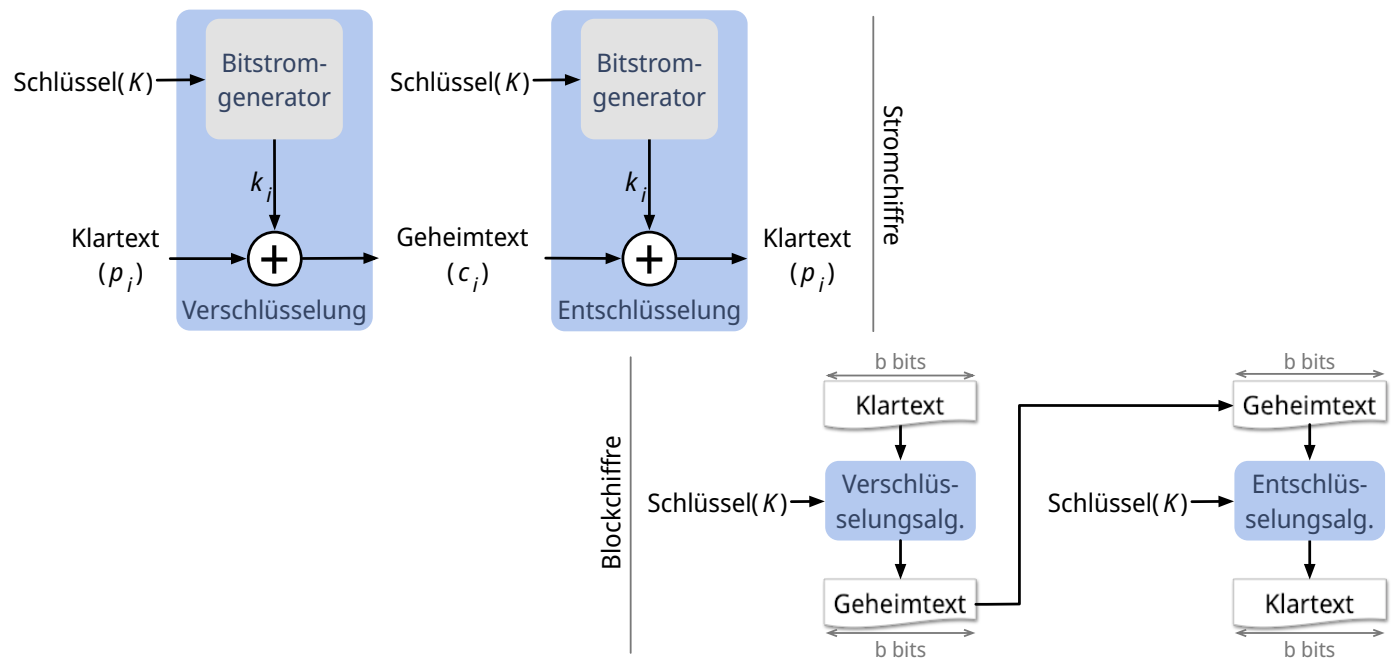 Schlüssel(K)
Bitstrom-
generator
k i
Klartext
(p i)
Verschlüsselung
Schlüssel(K)
Bitstrom-
generator
k i
Geheimtext
(c i)
Entschlüsselung
Klartext
(p i)
Stromchiffre
Blockchiffre
b bits
Klartext
Schlüssel(K)
Verschlüs-
selungsalg.
Geheimtext
b bits
b bits
Geheimtext
Schlüssel(K)
Entschlüs-
selungsalg.
Klartext
b bits